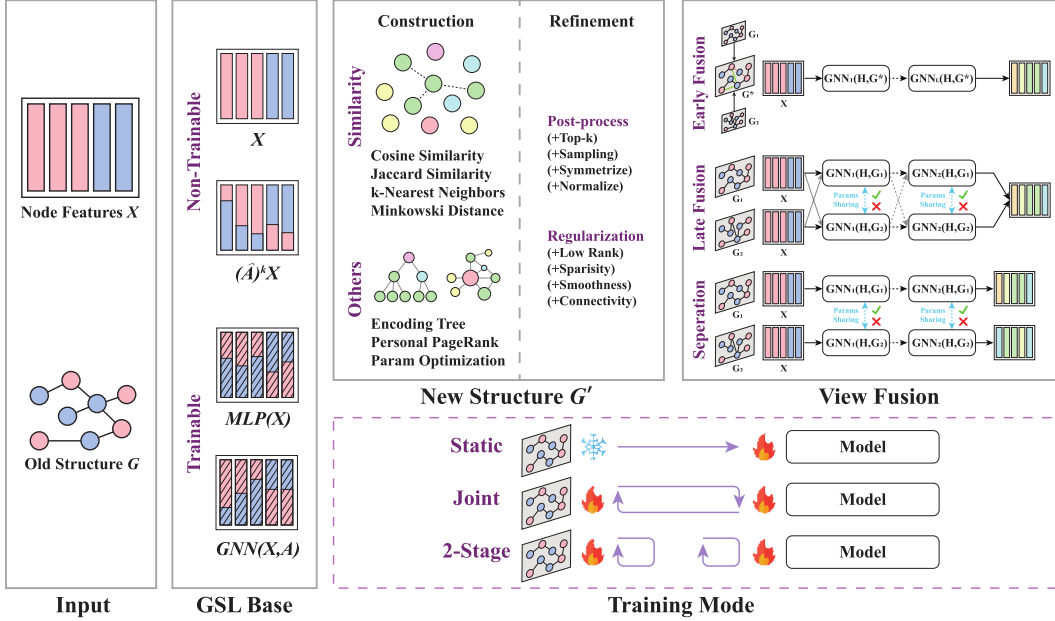 Node Features X
Old Structure G
Input
Non-Trainable
X
(Â)ᵏX
Trainable
MLP(X)
GNN(X,A)
GSL Base
Construction
Refinement
Similarity
Cosine Similarity
Jaccard Similarity
k-Nearest Neighbors
Minkowski Distance
Others
Encoding Tree
Personal PageRank
Param Optimization
Post-process
(+Top-k)
(+Sampling)
(+Symmetrize)
(+Normalize)
Regularization
(+Low Rank)
(+Sparisity)
(+Smoothness)
(+Connectivity)
New Structure G′
Early Fusion
G₁
G*
G₂
X
GNN₁(H,G*)
GNNₗ(H,G*)
Late Fusion
G₁
X
GNN₁(H,G₁)
GNN₂(H,G₁)
Params
Sharing
Params
Sharing
G₂
X
GNN₁(H,G₂)
GNN₂(H,G₂)
Seperation
G₁
X
GNN₁(H,G₁)
GNN₂(H,G₁)
Params
Sharing
Params
Sharing
G₂
X
GNN₁(H,G₂)
GNN₂(H,G₂)
View Fusion
Static
Model
Joint
Model
2-Stage
Model
Training Mode